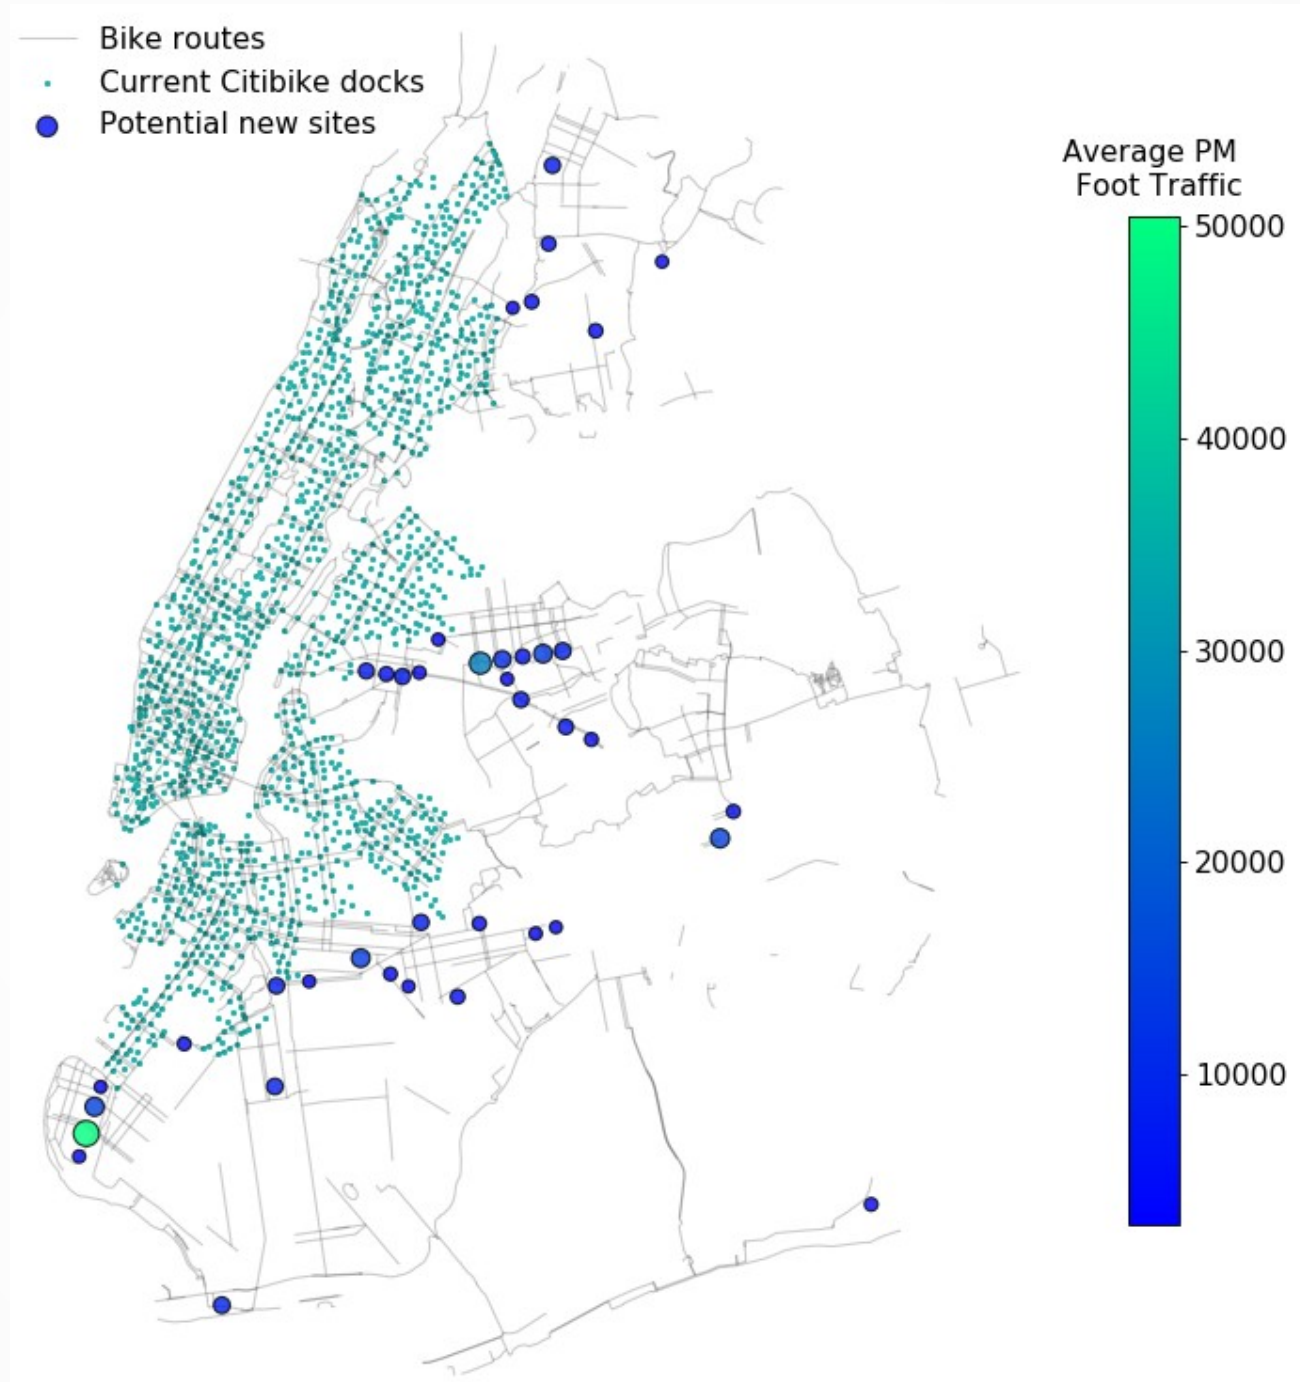 Bike routes
Current Citibike docks
Potential new sites
Average PM
Foot Traffic
50000
40000
30000
20000
10000